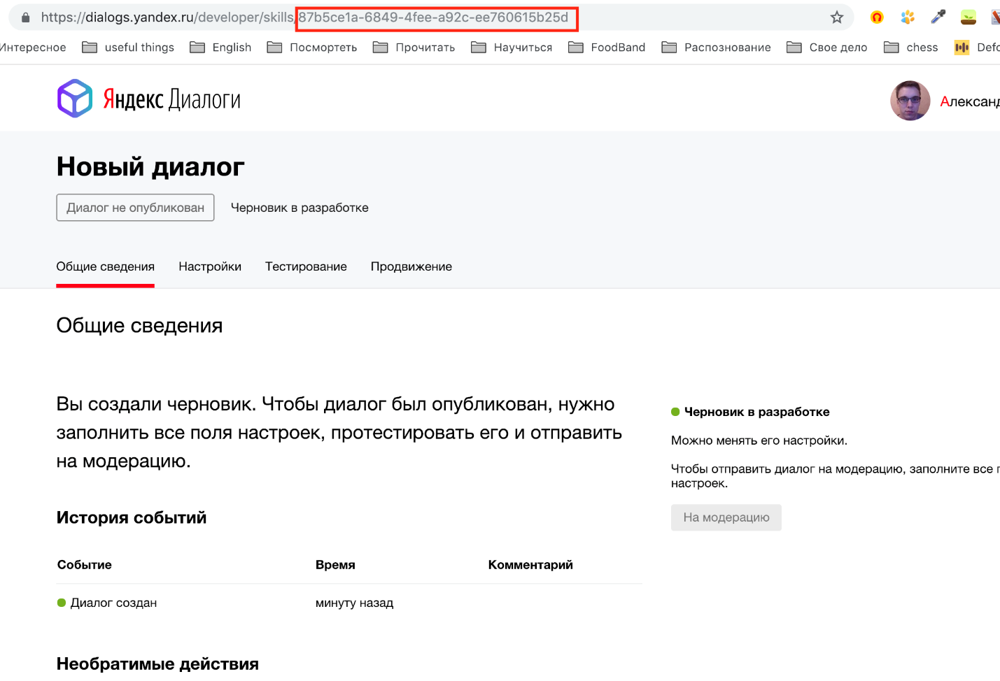 https://dialogs.yandex.ru/developer/skills/87b5ce1a-6849-4fee-a92c-ee760615b25d
Интересное useful things English Посмортеть Прочитать Научиться FoodBand Распознование Свое дело chess
Яндекс Диалоги
Новый диалог
Диалог не опубликован Черновик в разработке
Общие сведения Настройки Тестирование Продвижение
Общие сведения
Вы создали черновик. Чтобы диалог был опубликован, нужно
заполнить все поля настроек, протестировать его и отправить
на модерацию.
Черновик в разработке
Можно менять его настройки.
Чтобы отправить диалог на модерацию, заполните все
настроек.
На модерацию
История событий
Событие Время Комментарий
Диалог создан минуту назад
Необратимые действия